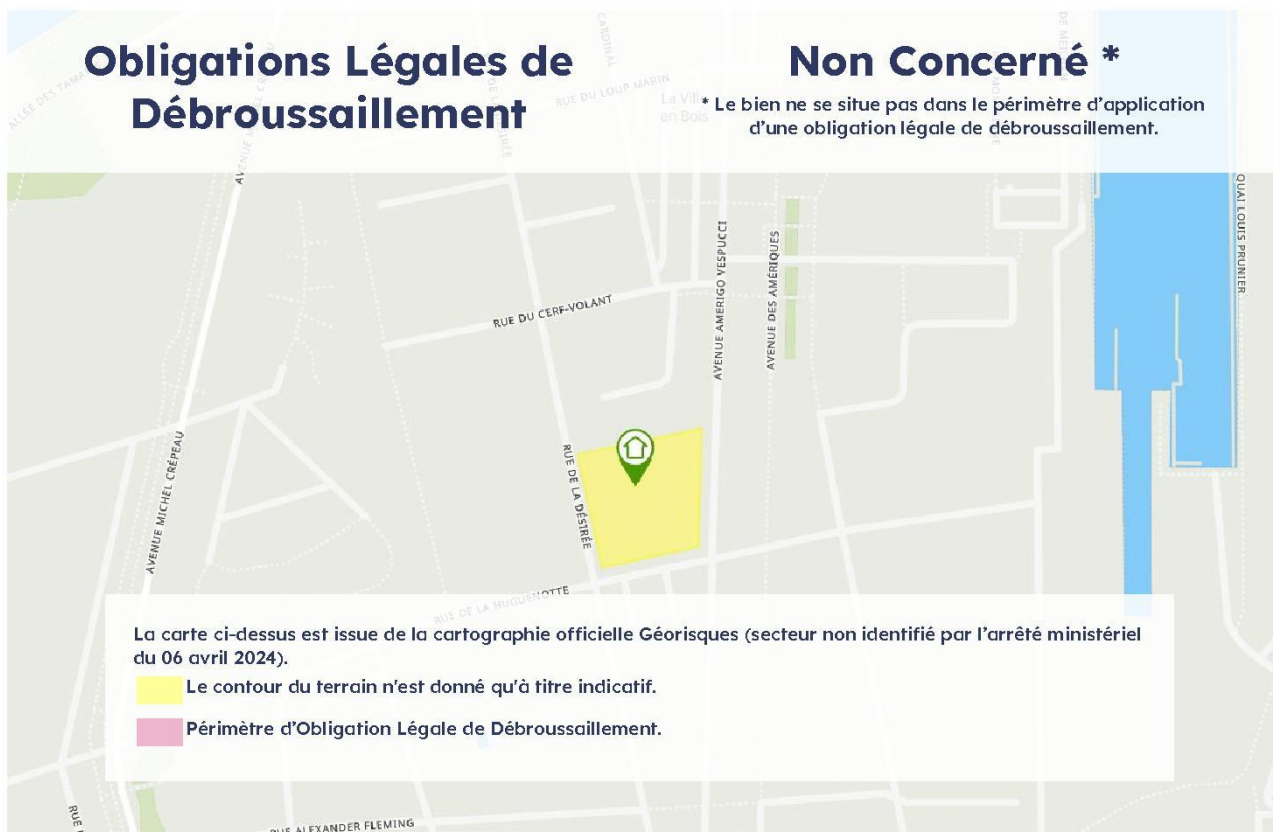 Obligations Légales de
Débroussaillement
Non Concerné *
* Le bien ne se situe pas dans le périmètre d'application
d'une obligation légale de débroussaillement.
CARDINAL
RUE DU LOUP MARIN
La Ville
en Bois
QUAI LOUIS PRUNIER
AVENUE AMERIGO VESPUCCI
AVENUE DES AMÉRIQUES
RUE DU CERF-VOLANT
AVENUE MICHEL CRÉPEAU
RUE DE LA DÉSIRÉE
RUE DE LA HUGUENOTTE
La carte ci-dessus est issue de la cartographie officielle Géorisques (secteur non identifié par l'arrêté ministériel
du 06 avril 2024).
Le contour du terrain n'est donné qu'à titre indicatif.
Périmètre d'Obligation Légale de Débroussaillement.
RUE ALEXANDER FLEMING